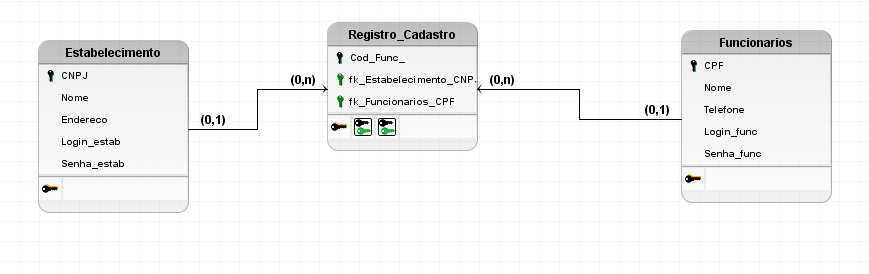 Estabelecimento
CNPJ
Nome
Endereco
Login_estab
Senha_estab
(0,1)
(0,n)
Registro_Cadastro
Cod_Func_
fk_Estabelecimento_CNP.
fk_Funcionarios_CPF
(0,n)
(0,1)
Funcionarios
CPF
Nome
Telefone
Login_func
Senha_func